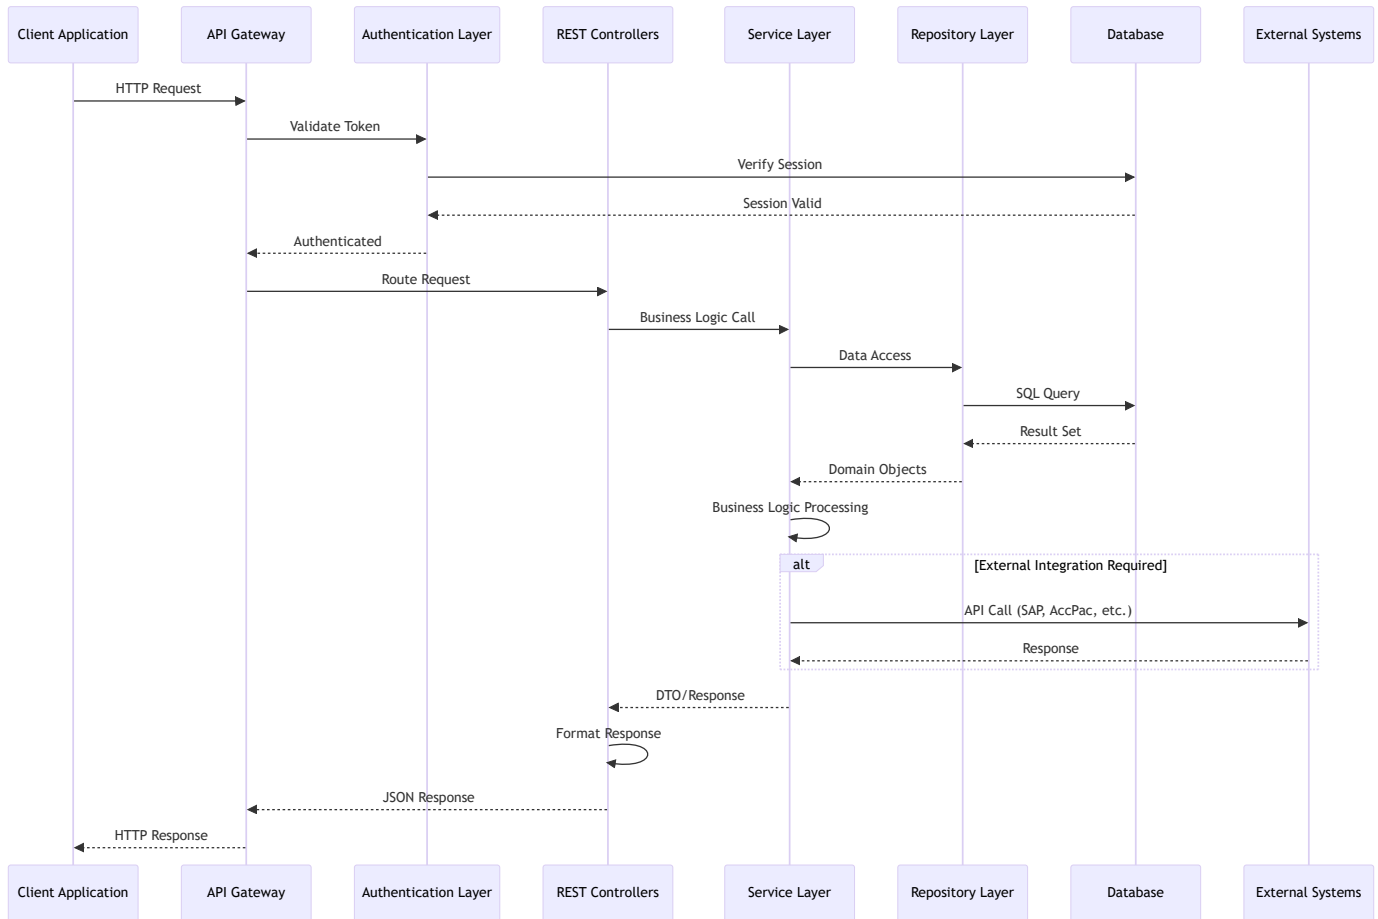 Client Application
API Gateway
Authentication Layer
REST Controllers
Service Layer
Repository Layer
Database
External Systems
HTTP Request
Validate Token
Verify Session
Session Valid
Authenticated
Route Request
Business Logic Call
Data Access
SQL Query
Result Set
Domain Objects
Business Logic Processing
alt
[External Integration Required]
API Call (SAP, AccPac, etc.)
Response
DTO/Response
Format Response
JSON Response
HTTP Response
Client Application
API Gateway
Authentication Layer
REST Controllers
Service Layer
Repository Layer
Database
External Systems